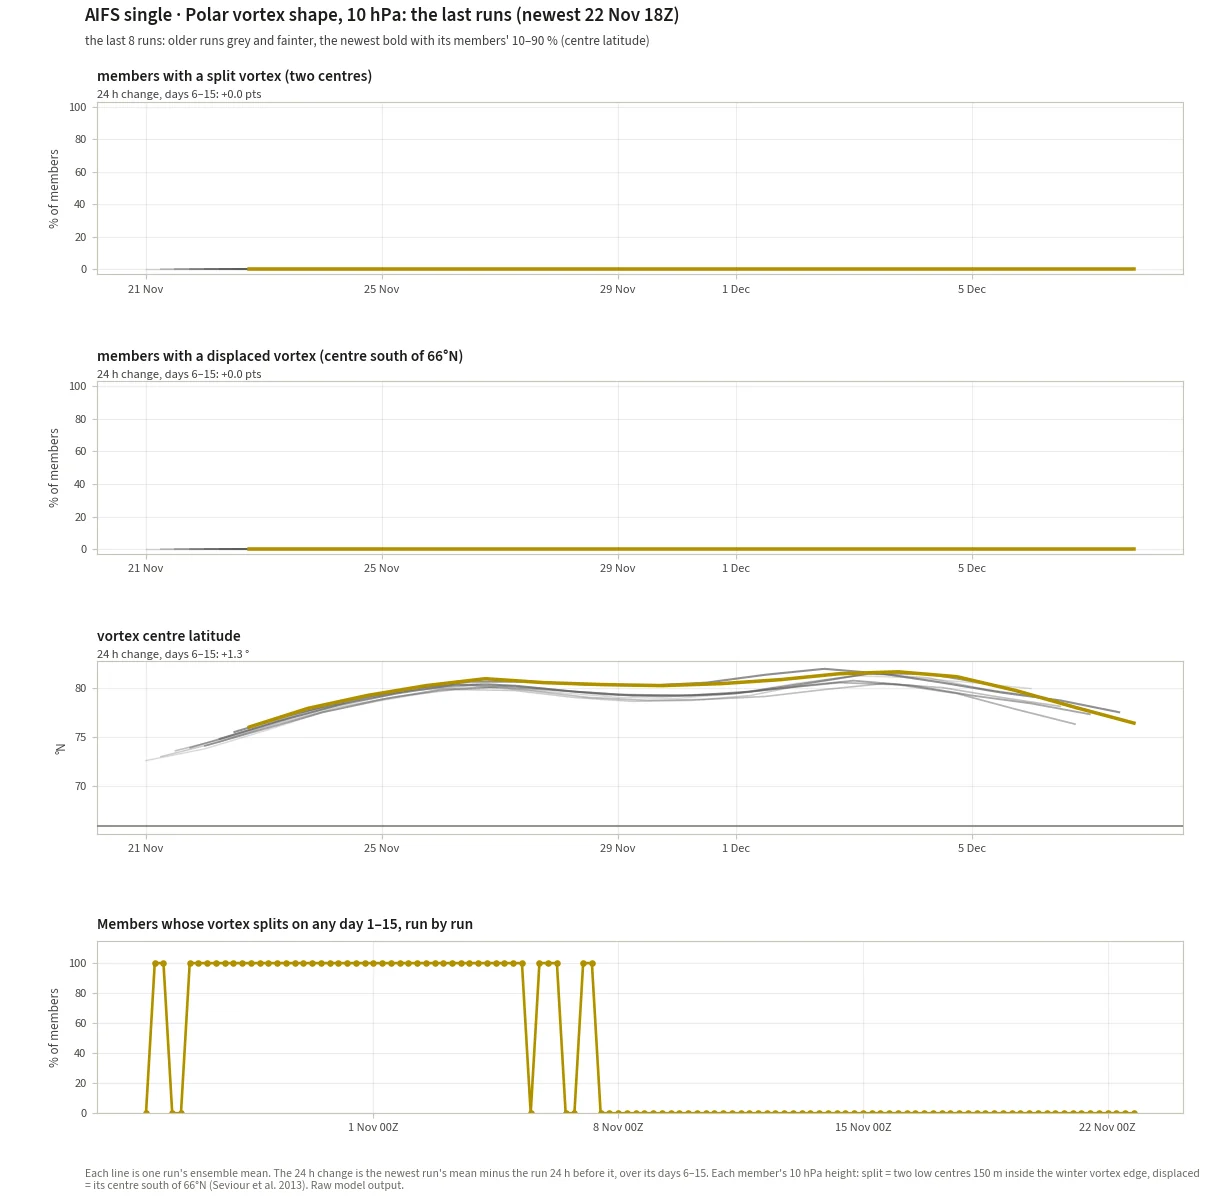 AIFS single · Polar vortex shape, 10 hPa: the last runs (newest 22 Nov 18Z)
the last 8 runs: older runs grey and fainter, the newest bold with its members' 10–90 % (centre latitude)
members with a split vortex (two centres)
24 h change, days 6–15: +0.0 pts
100
80
60
40
20
0
% of members
21 Nov 25 Nov 29 Nov 1 Dec 5 Dec
members with a displaced vortex (centre south of 66°N)
24 h change, days 6–15: +0.0 pts
100
80
60
40
20
0
% of members
21 Nov 25 Nov 29 Nov 1 Dec 5 Dec
vortex centre latitude
24 h change, days 6–15: +1.3 °
80
75
70
°N
21 Nov 25 Nov 29 Nov 1 Dec 5 Dec
Members whose vortex splits on any day 1–15, run by run
100
80
60
40
20
0
% of members
1 Nov 00Z 8 Nov 00Z 15 Nov 00Z 22 Nov 00Z
Each line is one run's ensemble mean. The 24 h change is the newest run's mean minus the run 24 h before it, over its days 6–15. Each member's 10 hPa height: split = two low centres 150 m inside the winter vortex edge, displaced
= its centre south of 66°N (Seviour et al. 2013). Raw model output.